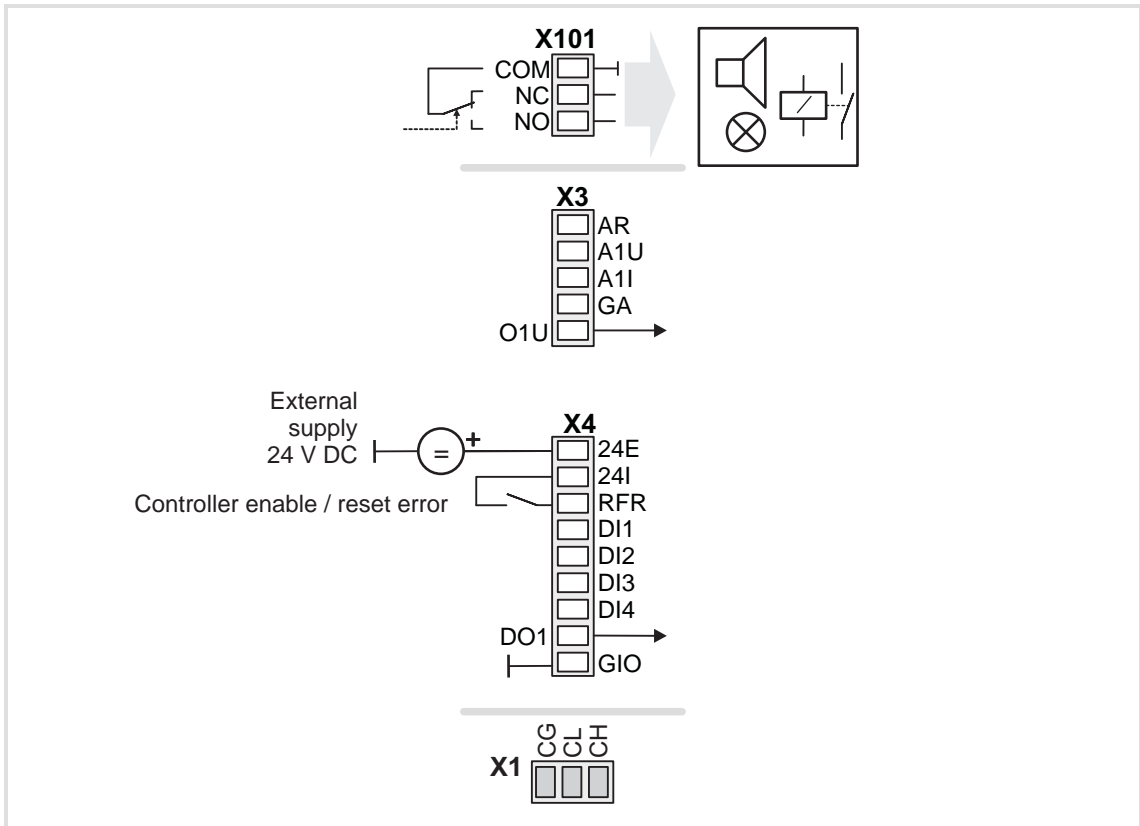 X101
COM
NC
NO
X3
AR
A1U
A1I
GA
O1U
External
supply
24 V DC
=
+
X4
24E
24I
Controller enable / reset error
RFR
DI1
DI2
DI3
DI4
DO1
GIO
CG
CL
CH
X1